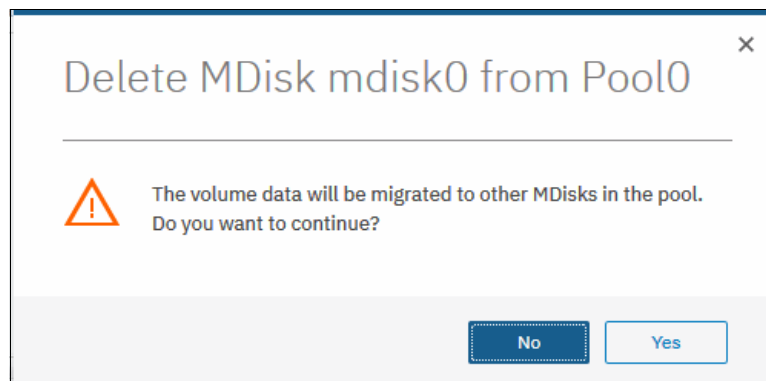 Delete MDisk mdisk0 from Pool0
The volume data will be migrated to other MDisks in the pool.
Do you want to continue?
No
Yes